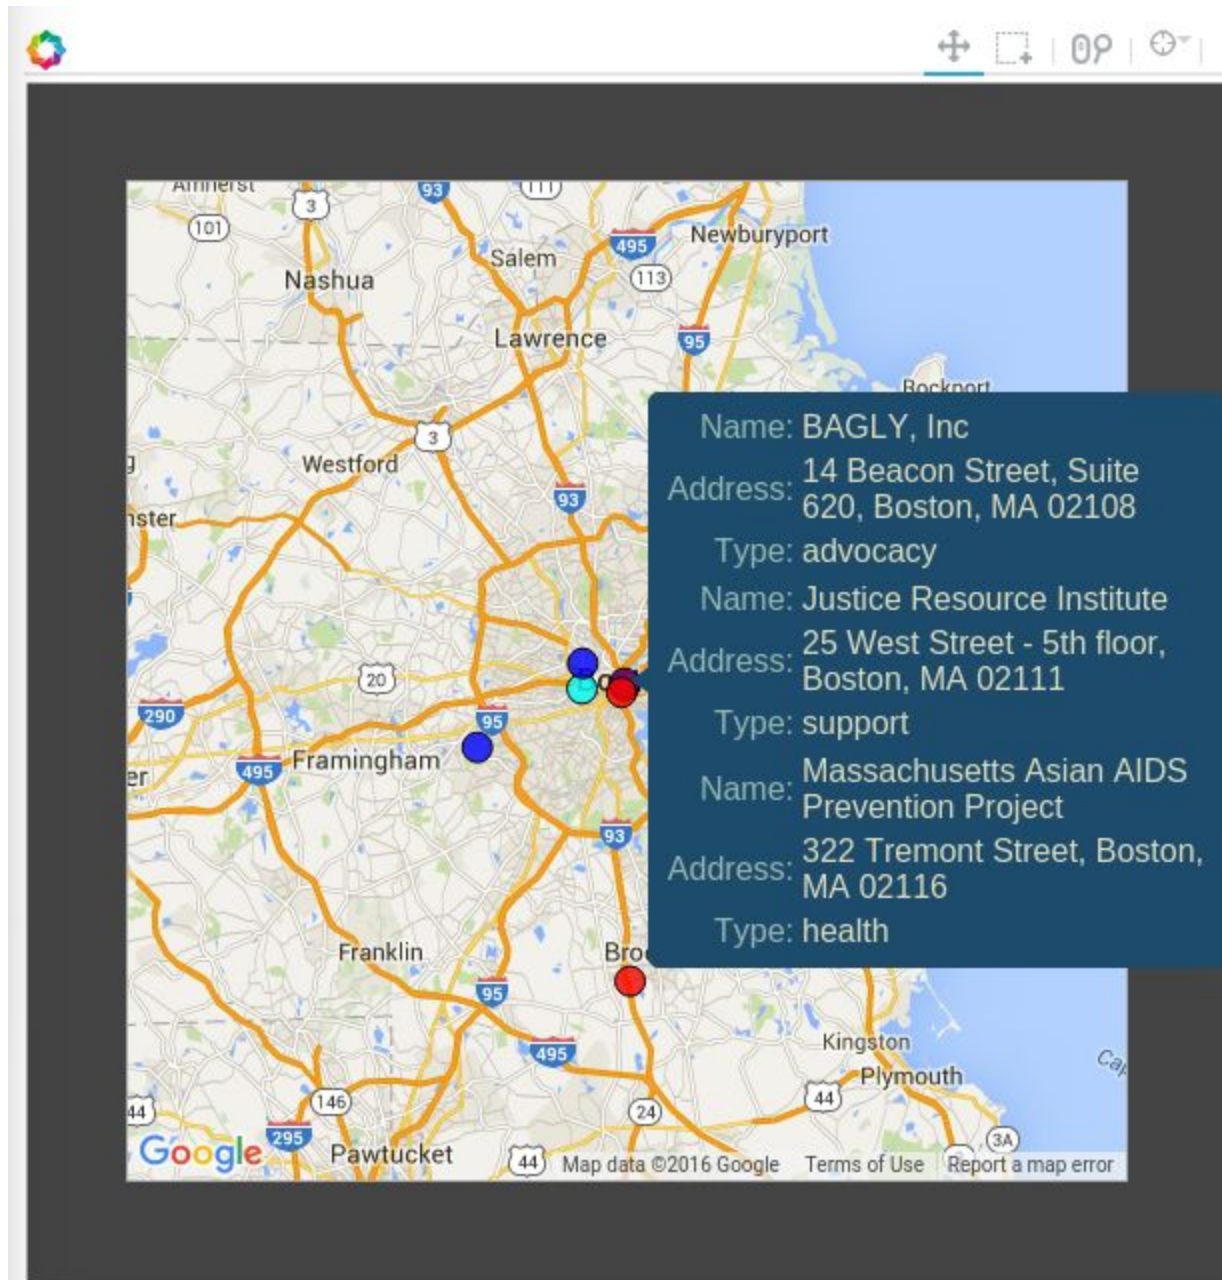 Amherst
93
111
3
101
495
Newburyport
Salem
113
Nashua
Lawrence
95
Rockport
3
Westford
93
Name: BAGLY, Inc
Address: 14 Beacon Street, Suite
620, Boston, MA 02108
Type: advocacy
Name: Justice Resource Institute
Address: 25 West Street - 5th floor,
Boston, MA 02111
Type: support
Name: Massachusetts Asian AIDS
Prevention Project
Address: 322 Tremont Street, Boston,
MA 02116
Type: health
20
290
95
Framingham
495
93
Franklin
95
495
Kingston
Plymouth
44
146
44
24
295
3A
Google
Pawtucket
44
Map data ©2016 Google
Terms of Use
Report a map error